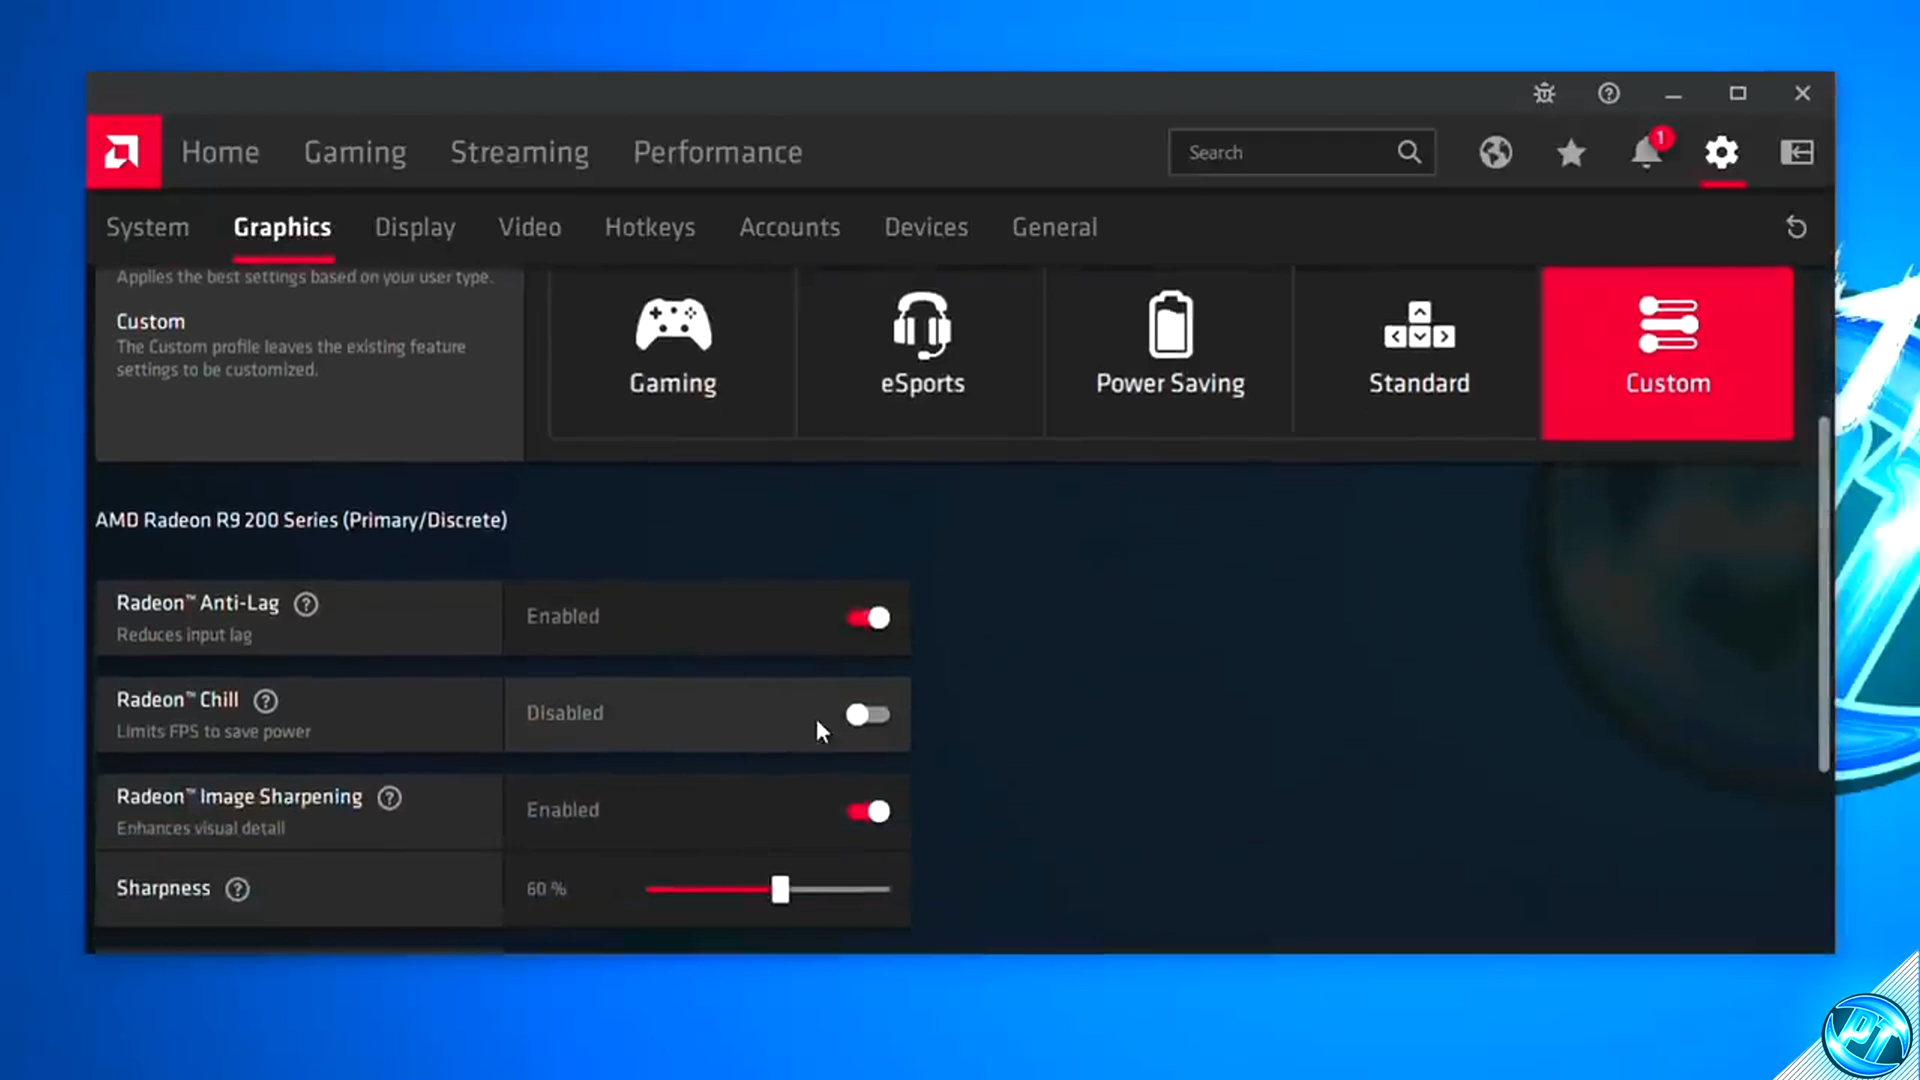 Home Gaming Streaming Performance Search 1
System Graphics Display Video Hotkeys Accounts Devices General
Applies the best settings based on your user type.
Custom
The Custom profile leaves the existing feature
settings to be customized.
Gaming eSports Power Saving Standard Custom
AMD Radeon R9 200 Series (Primary/Discrete)
Radeon™ Anti-Lag ? Enabled
Reduces input lag
Radeon™ Chill ? Disabled
Limits FPS to save power
Radeon™ Image Sharpening ? Enabled
Enhances visual detail
Sharpness ? 60 %
PT